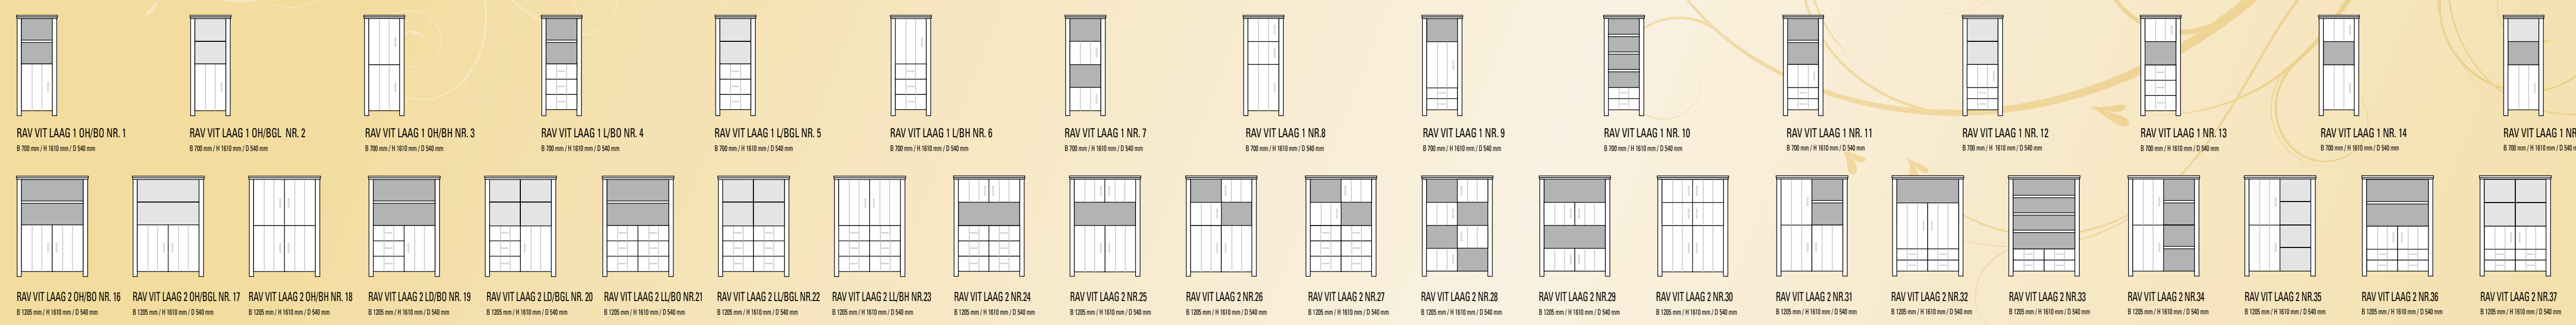 RAV VIT LAAG 1 OH/BO NR. 1
B 700 mm / H 1610 mm / D 540 mm
RAV VIT LAAG 1 OH/BGL NR. 2
B 700 mm / H 1610 mm / D 540 mm
RAV VIT LAAG 1 OH/BH NR. 3
B 700 mm / H 1610 mm / D 540 mm
RAV VIT LAAG 1 L/BO NR. 4
B 700 mm / H 1610 mm / D 540 mm
RAV VIT LAAG 1 L/BGL NR. 5
B 700 mm / H 1610 mm / D 540 mm
RAV VIT LAAG 1 L/BH NR. 6
B 700 mm / H 1610 mm / D 540 mm
RAV VIT LAAG 1 NR. 7
B 700 mm / H 1610 mm / D 540 mm
RAV VIT LAAG 1 NR.8
B 700 mm / H 1610 mm / D 540 mm
RAV VIT LAAG 1 NR. 9
B 700 mm / H 1610 mm / D 540 mm
RAV VIT LAAG 1 NR. 10
B 700 mm / H 1610 mm / D 540 mm
RAV VIT LAAG 1 NR. 11
B 700 mm / H 1610 mm / D 540 mm
RAV VIT LAAG 1 NR. 12
B 700 mm / H 1610 mm / D 540 mm
RAV VIT LAAG 1 NR. 13
B 700 mm / H 1610 mm / D 540 mm
RAV VIT LAAG 1 NR. 14
B 700 mm / H 1610 mm / D 540 mm
RAV VIT LAAG 1 NR
B 700 mm / H 1610 mm / D 540 mm
RAV VIT LAAG 2 OH/BO NR. 16
B 1205 mm / H 1610 mm / D 540 mm
RAV VIT LAAG 2 OH/BGL NR. 17
B 1205 mm / H 1610 mm / D 540 mm
RAV VIT LAAG 2 OH/BH NR. 18
B 1205 mm / H 1610 mm / D 540 mm
RAV VIT LAAG 2 LD/BO NR. 19
B 1205 mm / H 1610 mm / D 540 mm
RAV VIT LAAG 2 LD/BGL NR. 20
B 1205 mm / H 1610 mm / D 540 mm
RAV VIT LAAG 2 LL/BO NR.21
B 1205 mm / H 1610 mm / D 540 mm
RAV VIT LAAG 2 LL/BGL NR.22
B 1205 mm / H 1610 mm / D 540 mm
RAV VIT LAAG 2 LL/BH NR.23
B 1205 mm / H 1610 mm / D 540 mm
RAV VIT LAAG 2 NR.24
B 1205 mm / H 1610 mm / D 540 mm
RAV VIT LAAG 2 NR.25
B 1205 mm / H 1610 mm / D 540 mm
RAV VIT LAAG 2 NR.26
B 1205 mm / H 1610 mm / D 540 mm
RAV VIT LAAG 2 NR.27
B 1205 mm / H 1610 mm / D 540 mm
RAV VIT LAAG 2 NR.28
B 1205 mm / H 1610 mm / D 540 mm
RAV VIT LAAG 2 NR.29
B 1205 mm / H 1610 mm / D 540 mm
RAV VIT LAAG 2 NR.30
B 1205 mm / H 1610 mm / D 540 mm
RAV VIT LAAG 2 NR.31
B 1205 mm / H 1610 mm / D 540 mm
RAV VIT LAAG 2 NR.32
B 1205 mm / H 1610 mm / D 540 mm
RAV VIT LAAG 2 NR.33
B 1205 mm / H 1610 mm / D 540 mm
RAV VIT LAAG 2 NR.34
B 1205 mm / H 1610 mm / D 540 mm
RAV VIT LAAG 2 NR.35
B 1205 mm / H 1610 mm / D 540 mm
RAV VIT LAAG 2 NR.36
B 1205 mm / H 1610 mm / D 540 mm
RAV VIT LAAG 2 NR.37
B 1205 mm / H 1610 mm / D 540 mm